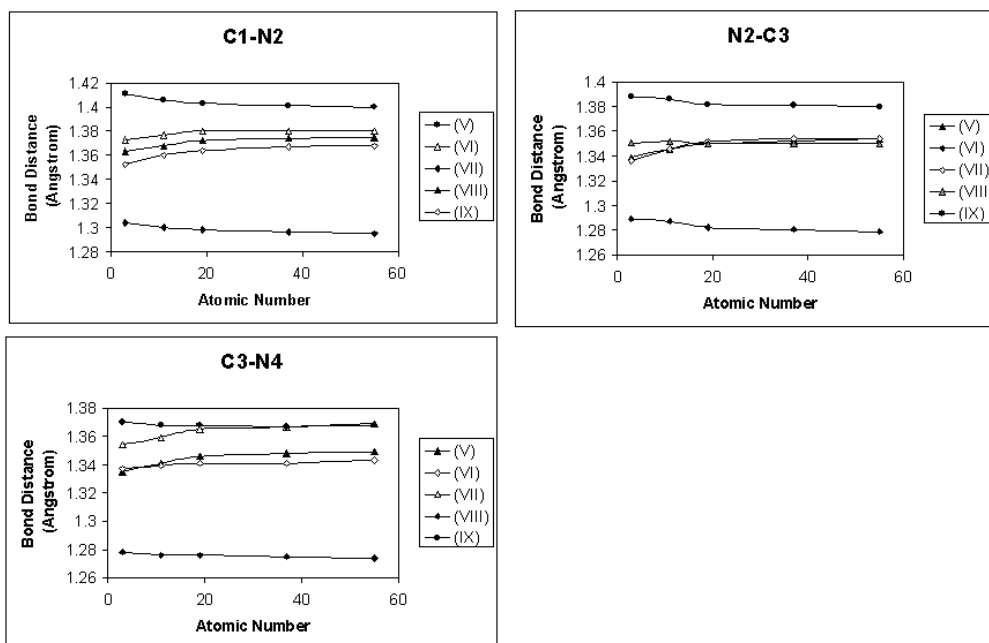 C1-N2
Bond Distance
(Angstrom)
1.42
1.4
1.38
1.36
1.34
1.32
1.3
1.28
0
20
40
60
Atomic Number
(V)
(VI)
(VII)
(VIII)
(IX)
N2-C3
Bond Distance
(Angstrom)
1.4
1.38
1.36
1.34
1.32
1.3
1.28
1.26
0
20
40
60
Atomic Number
(V)
(VI)
(VII)
(VIII
(IX)
C3-N4
Bond Distance
(Angstrom)
1.38
1.36
1.34
1.32
1.3
1.28
1.26
0
20
40
60
Atomic Number
(V)
(VI)
(VII)
(VIII)
(IX)